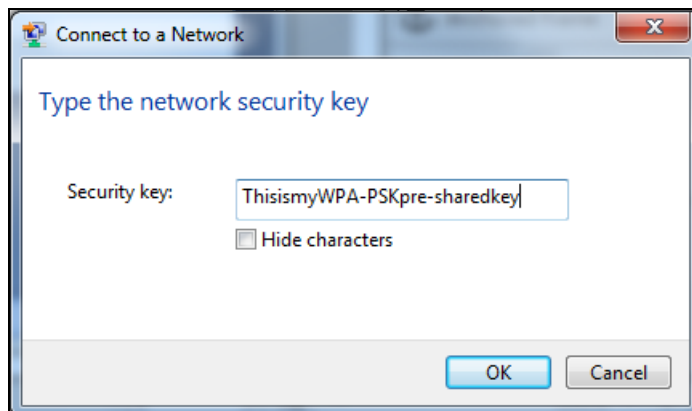 Connect to a Network
Type the network security key
Security key: ThisismyWPA-PSKpre-sharedkey
Hide characters
OK Cancel